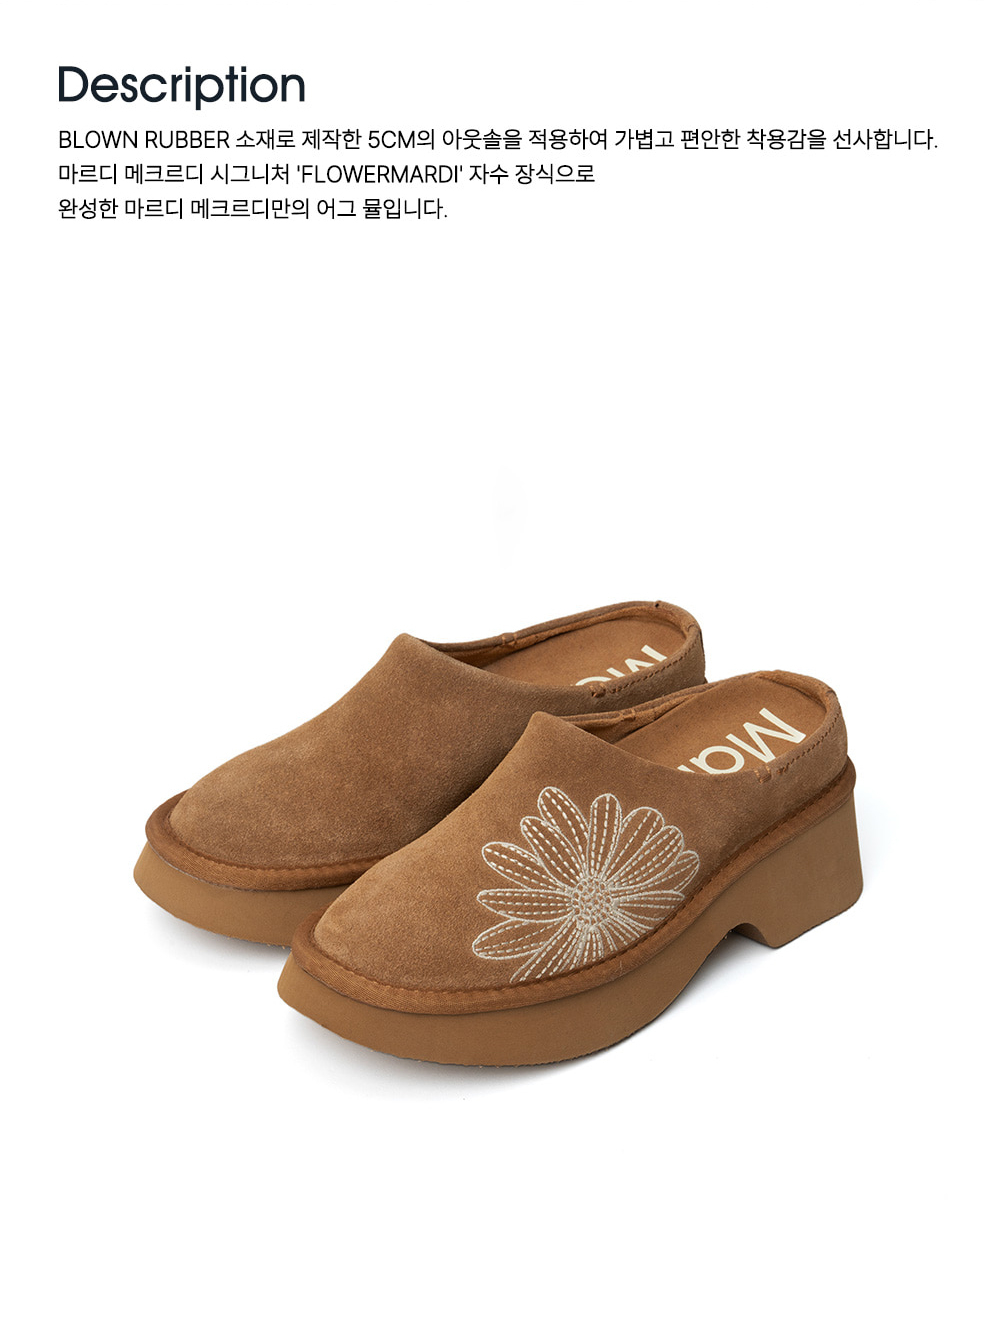 Description
BLOWN RUBBER 소재로 제작한 5CM의 아웃솔을 적용하여 가볍고 편안한 착용감을 선사합니다.
마르디 메크르디 시그니처 'FLOWERMARDI' 자수 장식으로
완성한 마르디 메크르디만의 어그 뮬입니다.